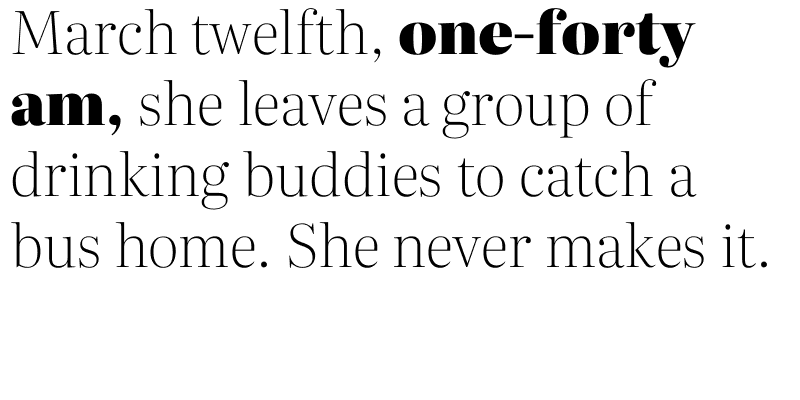 March twelfth, one-forty
am, she leaves a group of
drinking buddies to catch a
bus home. She never makes it.